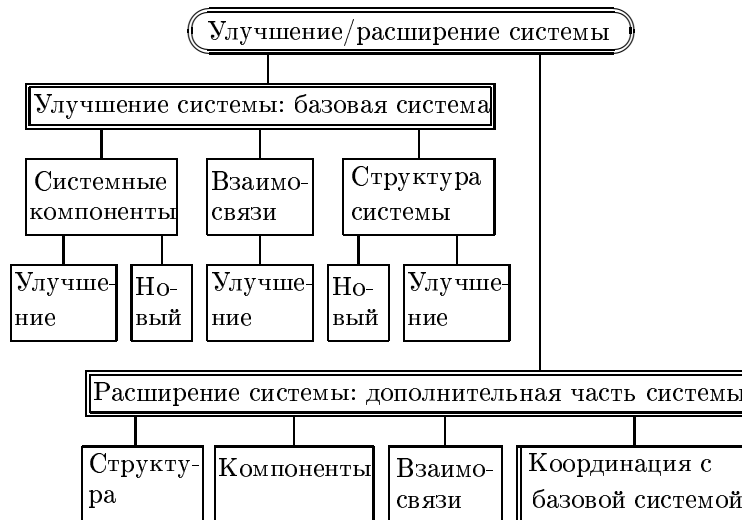 Улучшение/расширение системы
Улучшение системы: базовая система
Системные
компоненты
Взаимо-
связи
Структура
системы
Улучше-
ние
Но-
вый
Улучше-
ние
Но-
вый
Улучше-
ние
Расширение системы: дополнительная часть системы
Структу-
ра
Компоненты
Взаимо-
связи
Координация с
базовой системой